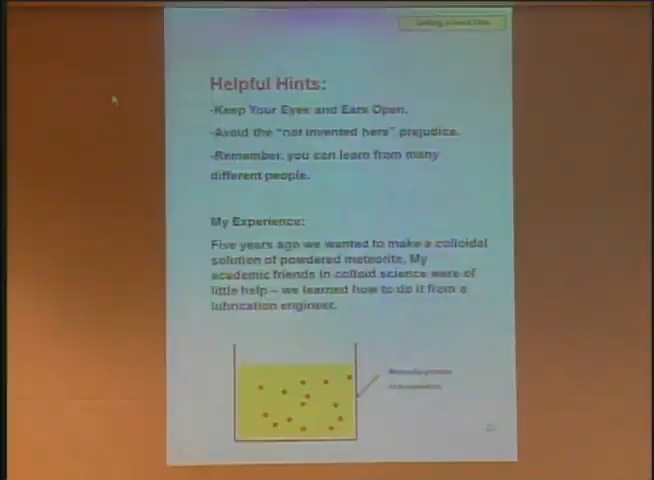 Helpful Hints:
-Keep Your Eyes and Ears Open.
-Avoid the "not invented here" prejudice.
-Remember, you can learn from many
different people.
My Experience:
Five years ago we wanted to make a colloidal
solution of powdered meteorite. My
academic friends in colloid science were of
little help – we learned how to do it from a
lubrication engineer.